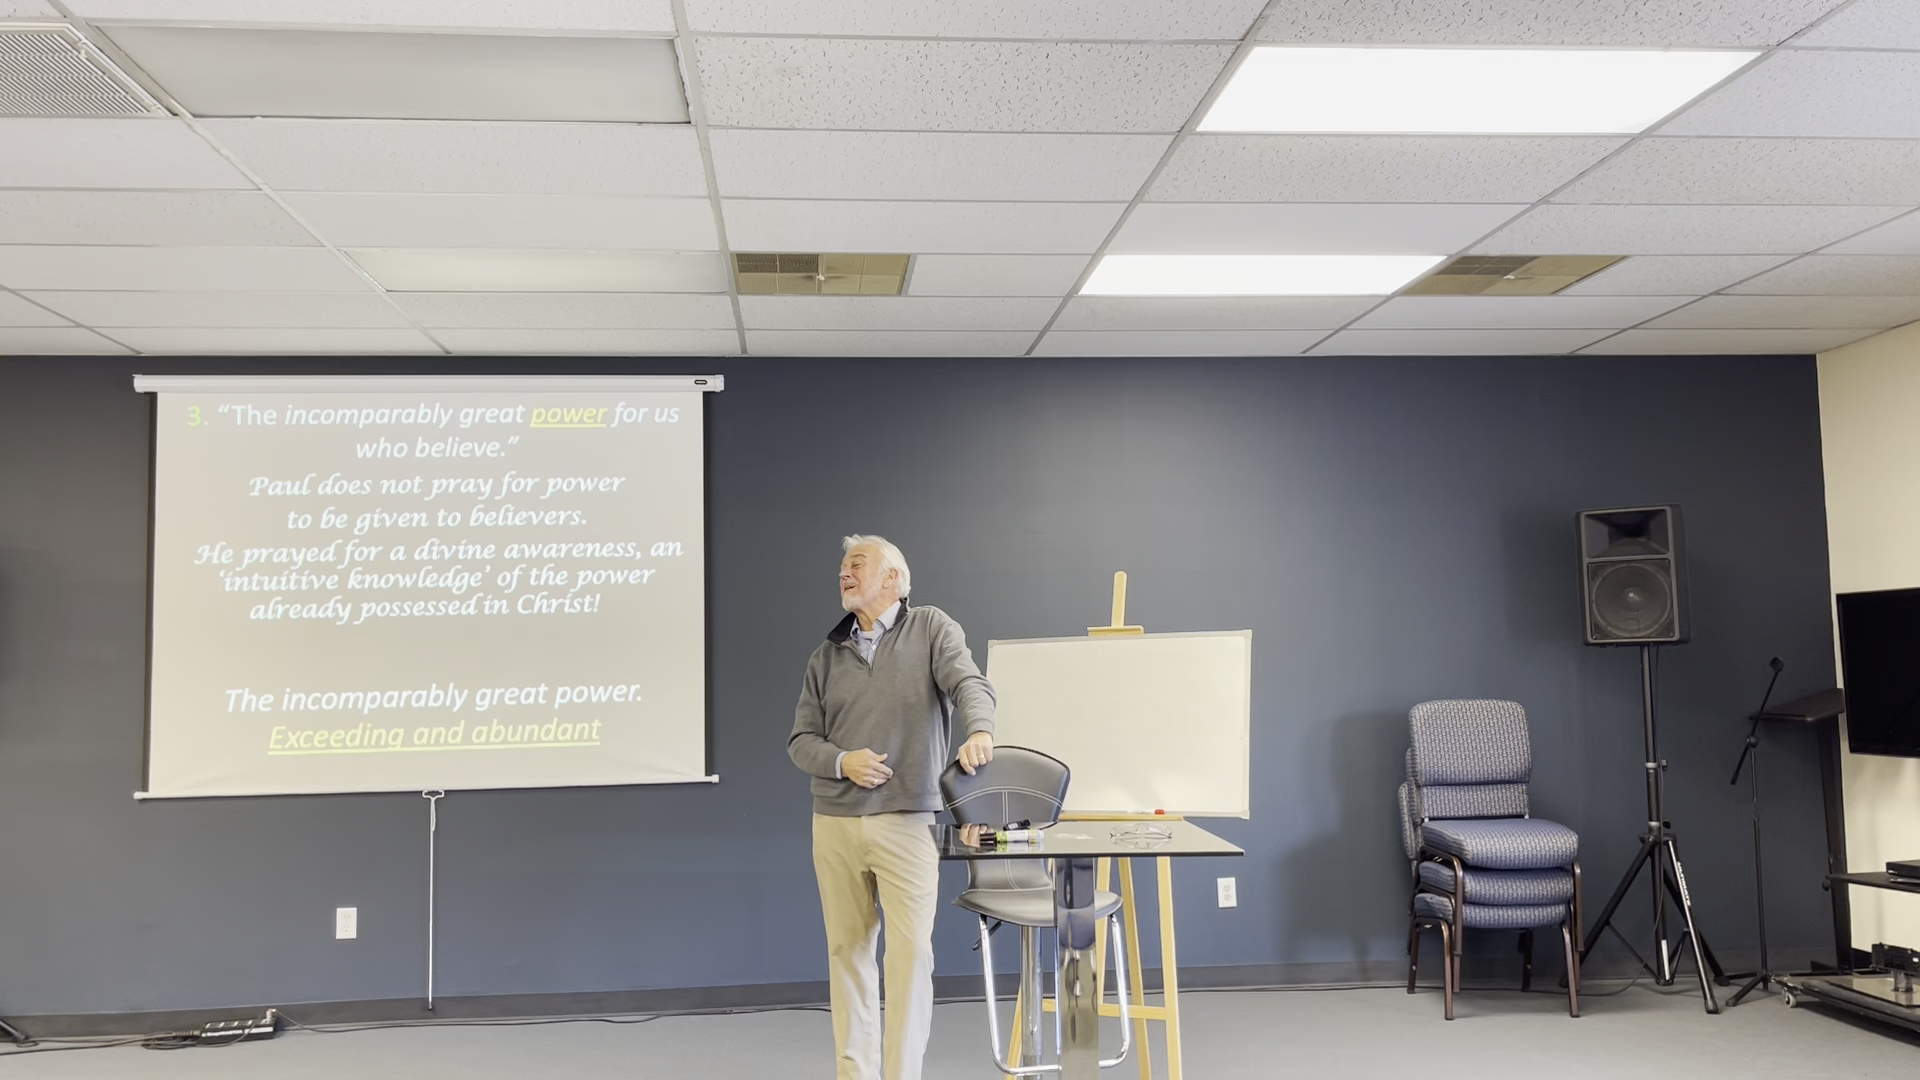 3. “The incomparably great power for us
who believe.”
Paul does not pray for power
to be given to believers.
He prayed for a divine awareness, an
‘intuitive knowledge’ of the power
already possessed in Christ!
The incomparably great power.
Exceeding and abundant